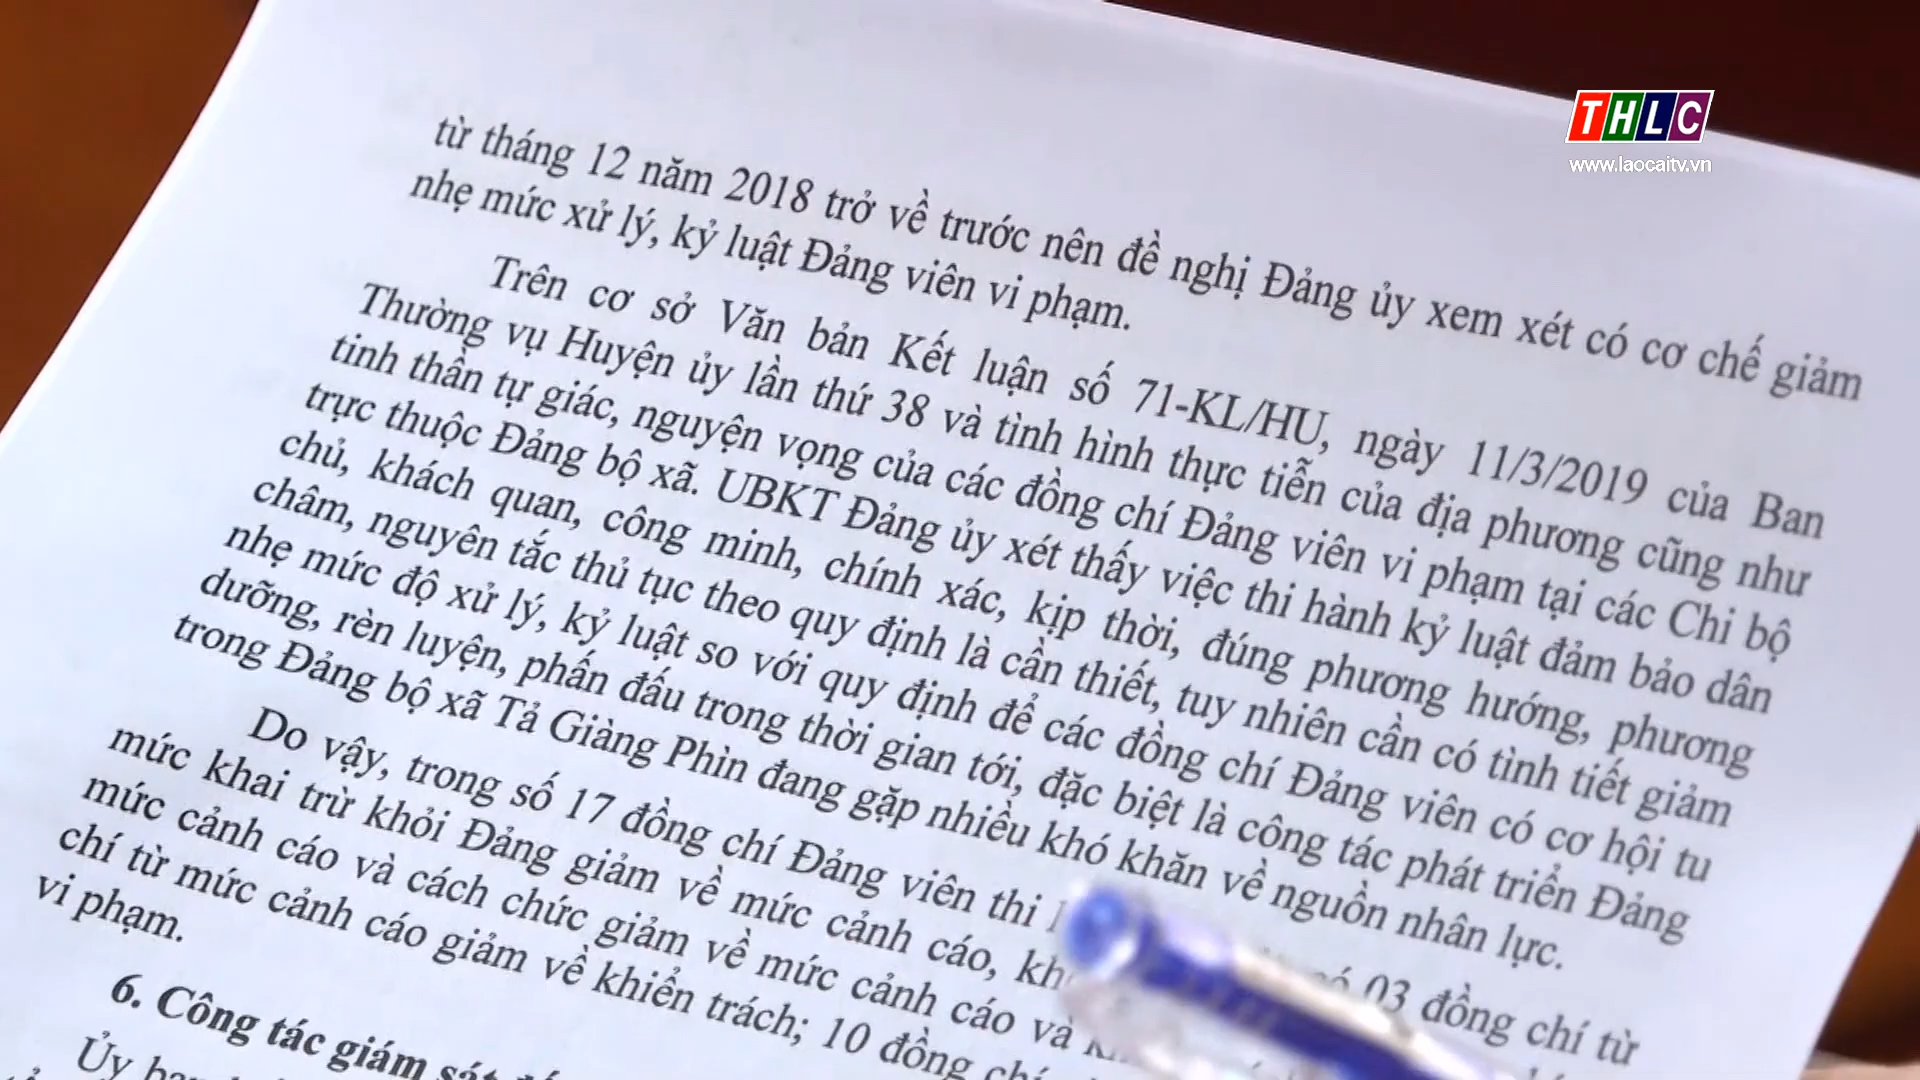 THLC
www.laocaitv.vn
từ tháng 12 năm 2018 trở về trước nên đề nghị Đảng ủy xem xét có cơ chế giảm
nhẹ mức xử lý, kỷ luật Đảng viên vi phạm.
Trên cơ sở Văn bản Kết luận số 71-KL/HU, ngày 11/3/2019 của Ban
Thường vụ Huyện ủy lần thứ 38 và tình hình thực tiễn của địa phương cũng như
tinh thần tự giác, nguyện vọng của các đồng chí Đảng viên vi phạm tại các Chi bộ
trực thuộc Đảng bộ xã. UBKT Đảng ủy xét thấy việc thi hành kỷ luật đảm bảo dân
chủ, khách quan, công minh, chính xác, kịp thời, đúng phương hướng, phương
châm, nguyên tắc thủ tục theo quy định là cần thiết, tuy nhiên cần có tình tiết giảm
nhẹ mức độ xử lý, kỷ luật so với quy định để các đồng chí Đảng viên có cơ hội tu
dưỡng, rèn luyện, phấn đấu trong thời gian tới, đặc biệt là công tác phát triển Đảng
trong Đảng bộ xã Tả Giàng Phìn đang gặp nhiều khó khăn về nguồn nhân lực.
Do vậy, trong số 17 đồng chí Đảng viên thi có 03 đồng chí từ
mức khai trừ khỏi Đảng giảm về mức cảnh cáo,
mức cảnh cáo và cách chức giảm về mức cảnh cáo và
chí từ mức cảnh cáo giảm về khiển trách; 10 đồng
vi phạm.
6. Công tác giám sát
Ủy